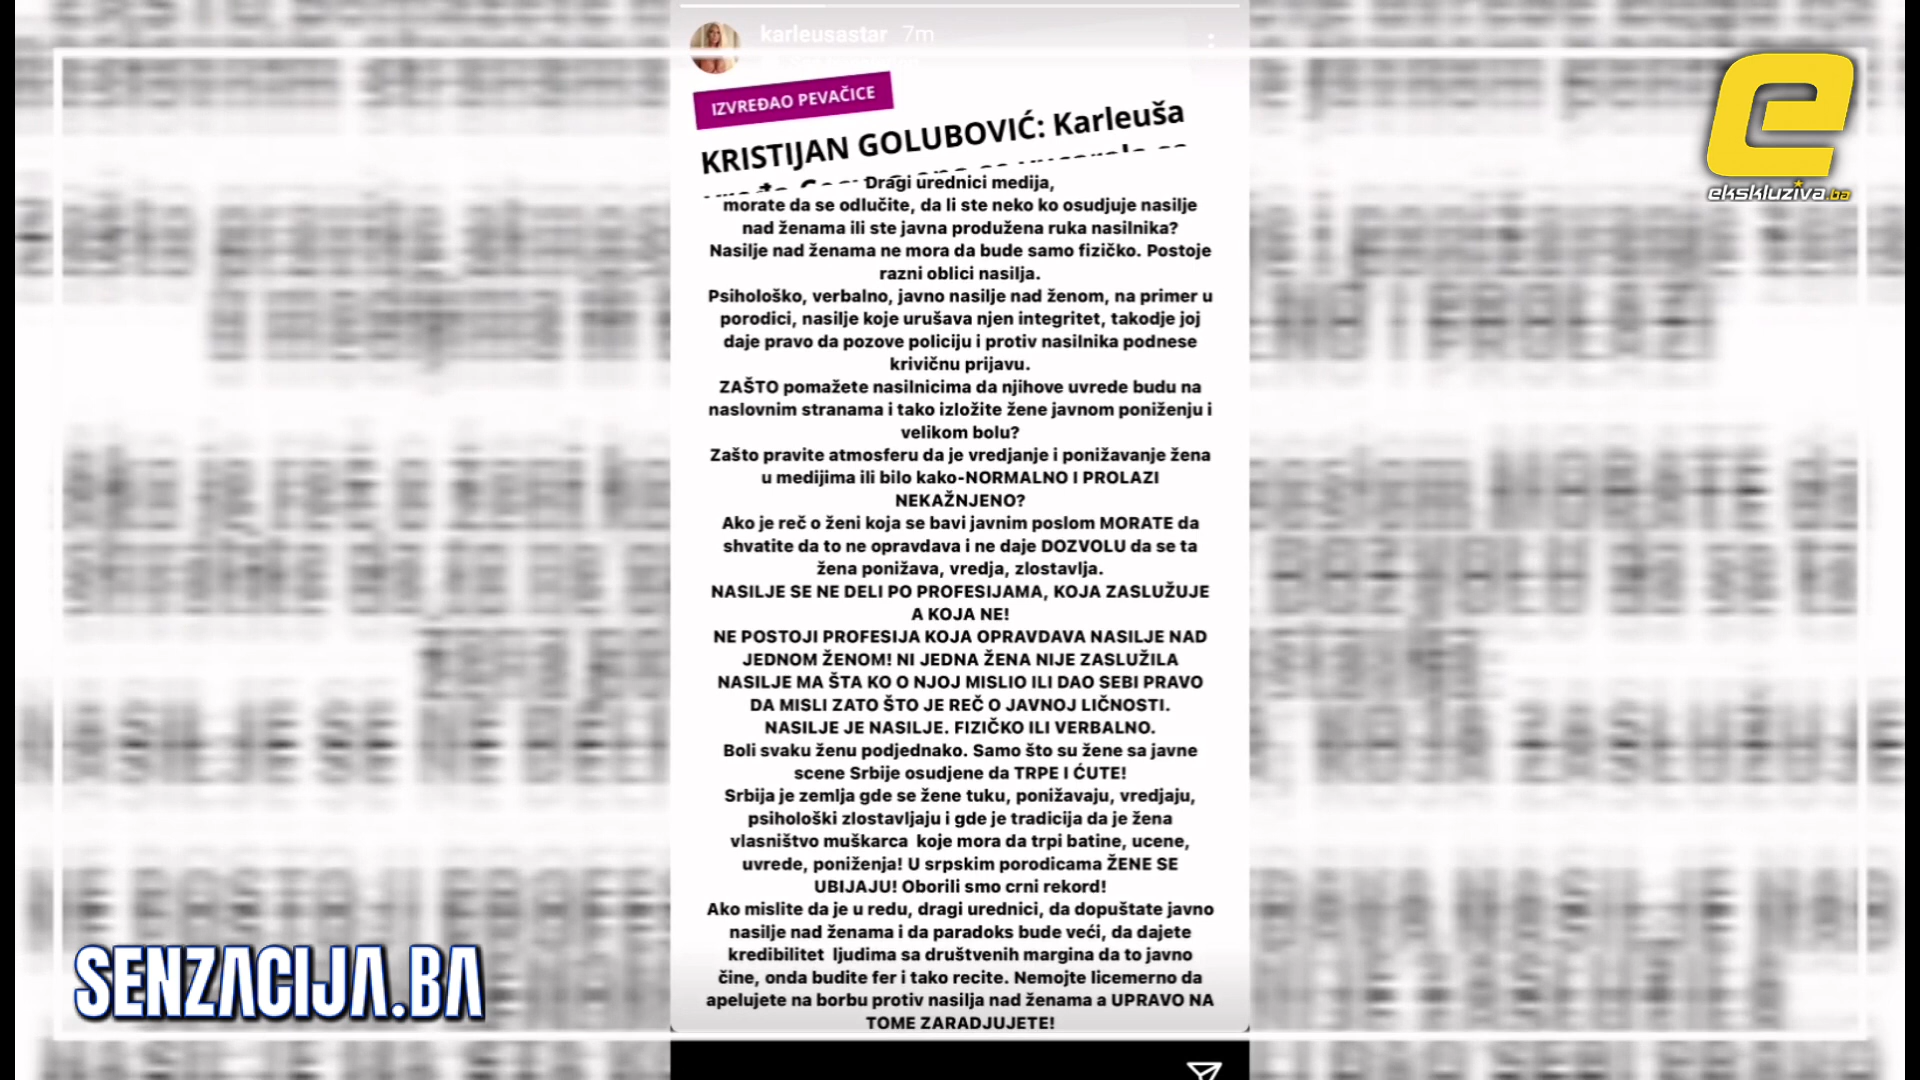 karleusastar 7m
IZVREĐAO PEVAČICE
KRISTIJAN GOLUBOVIĆ: Karleuša
Dragi urednici medija,
morate da se odlučite, da li ste neko ko osudjuje nasilje
nad ženama ili ste javna produžena ruka nasilnika?
Nasilje nad ženama ne mora da bude samo fizičko. Postoje
razni oblici nasilja.
Psihološko, verbalno, javno nasilje nad ženom, na primer u
porodici, nasilje koje urušava njen integritet, takodje joj
daje pravo da pozove policiju i protiv nasilnika podnese
krivičnu prijavu.
ZAŠTO pomažete nasilnicima da njihove uvrede budu na
naslovnim stranama i tako izložite žene javnom poniženju i
velikom bolu?
Zašto pravite atmosferu da je vredjanje i ponižavanje žena
u medijima ili bilo kako-NORMALNO I PROLAZI
NEKAŽNJENO?
Ako je reč o ženi koja se bavi javnim poslom MORATE da
shvatite da to ne opravdava i ne daje DOZVOLU da se ta
žena ponižava, vredja, zlostavlja.
NASILJE SE NE DELI PO PROFESIJAMA, KOJA ZASLUŽUJE
A KOJA NE!
NE POSTOJI PROFESIJA KOJA OPRAVDAVA NASILJE NAD
JEDNOM ŽENOM! NI JEDNA ŽENA NIJE ZASLUŽILA
NASILJE MA ŠTA KO O NJOJ MISLIO ILI DAO SEBI PRAVO
DA MISLI ZATO ŠTO JE REČ O JAVNOJ LIČNOSTI.
NASILJE JE NASILJE. FIZIČKO ILI VERBALNO.
Boli svaku ženu podjednako. Samo što su žene sa javne
scene Srbije osudjene da TRPE I ĆUTE!
Srbija je zemlja gde se žene tuku, ponižavaju, vredjaju,
psihološki zlostavljaju i gde je tradicija da je žena
vlasništvo muškarca koje mora da trpi batine, ucene,
uvrede, poniženja! U srpskim porodicama ŽENE SE
UBIJAJU! Oborili smo crni rekord!
Ako mislite da je u redu, dragi urednici, da dopuštate javno
nasilje nad ženama i da paradoks bude veći, da dajete
kredibilitet ljudima sa društvenih margina da to javno
čine, onda budite fer i tako recite. Nemojte licemerno da
apelujete na borbu protiv nasilja nad ženama a UPRAVO NA
TOME ZARADJUJETE!
e
ekskluziva.ba
SENZACIJA.BA